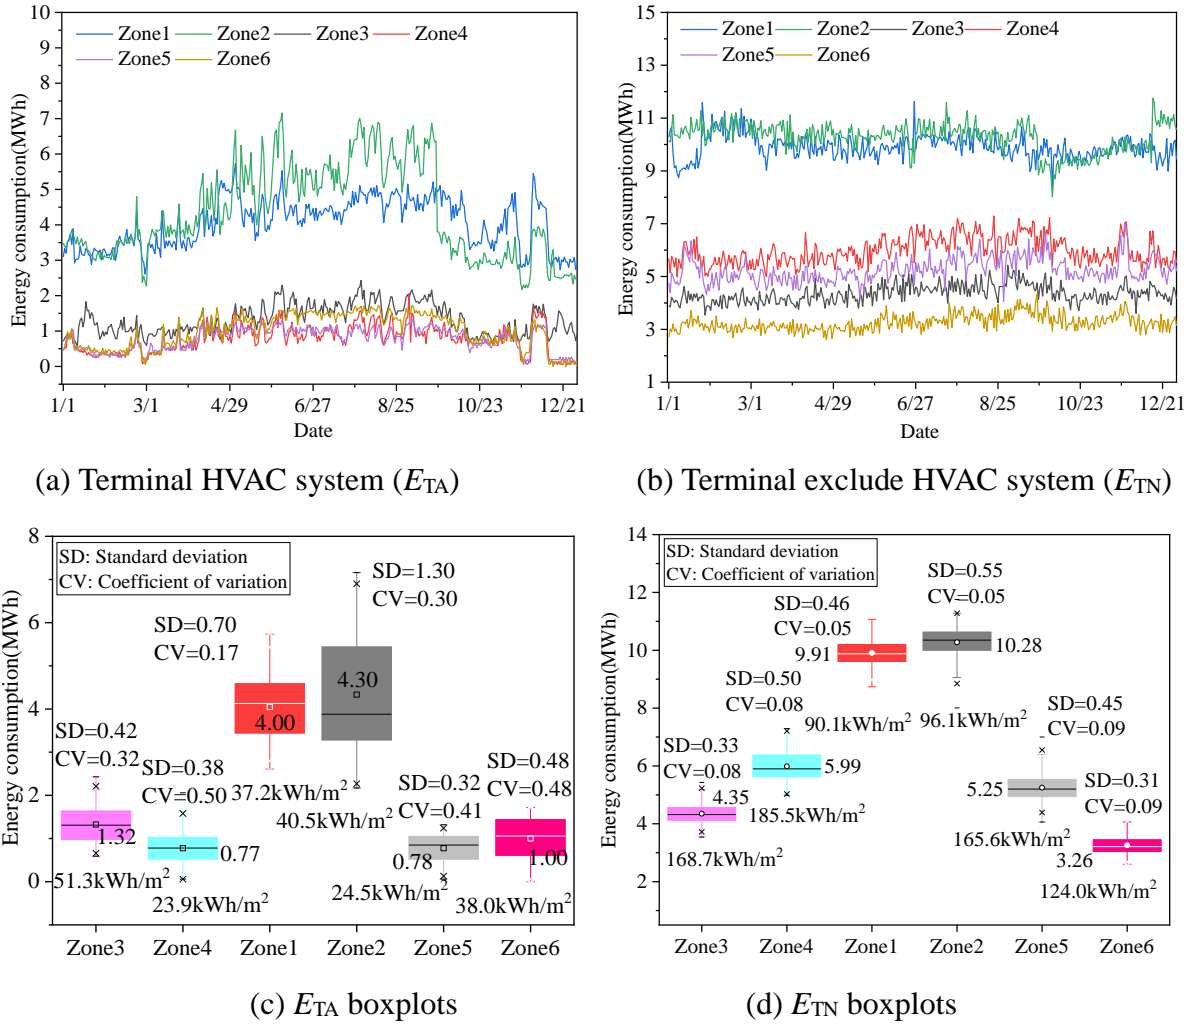 10
9
8
7
6
5
4
3
2
1
0
Energy consumption(MWh)
Zone1 Zone2 Zone3 Zone4
Zone5 Zone6
1/1 3/1 4/29 6/27 8/25 10/23 12/21
Date
(a) Terminal HVAC system (E_TA)
15
13
11
9
7
5
3
1
Energy consumption(MWh)
Zone1 Zone2 Zone3 Zone4
Zone5 Zone6
1/1 3/1 4/29 6/27 8/25 10/23 12/21
Date
(b) Terminal exclude HVAC system (E_TN)
8
6
4
2
0
Energy consumption(MWh)
SD: Standard deviation
CV: Coefficient of variation
SD=0.42
CV=0.32
1.32
51.3kWh/m²
SD=0.38
CV=0.50
0.77
23.9kWh/m²
SD=0.70
CV=0.17
4.00
37.2kWh/m²
SD=1.30
CV=0.30
4.30
40.5kWh/m²
SD=0.32
CV=0.41
0.78
24.5kWh/m²
SD=0.48
CV=0.48
1.00
38.0kWh/m²
Zone3 Zone4 Zone1 Zone2 Zone5 Zone6
(c) E_TA boxplots
14
12
10
8
6
4
2
Energy consumption(MWh)
SD: Standard deviation
CV: Coefficient of variation
SD=0.33
CV=0.08
4.35
168.7kWh/m²
SD=0.50
CV=0.08
5.99
185.5kWh/m²
SD=0.46
CV=0.05
9.91
90.1kWh/m²
SD=0.55
CV=0.05
10.28
96.1kWh/m²
SD=0.45
CV=0.09
5.25
165.6kWh/m²
SD=0.31
CV=0.09
3.26
124.0kWh/m²
Zone3 Zone4 Zone1 Zone2 Zone5 Zone6
(d) E_TN boxplots